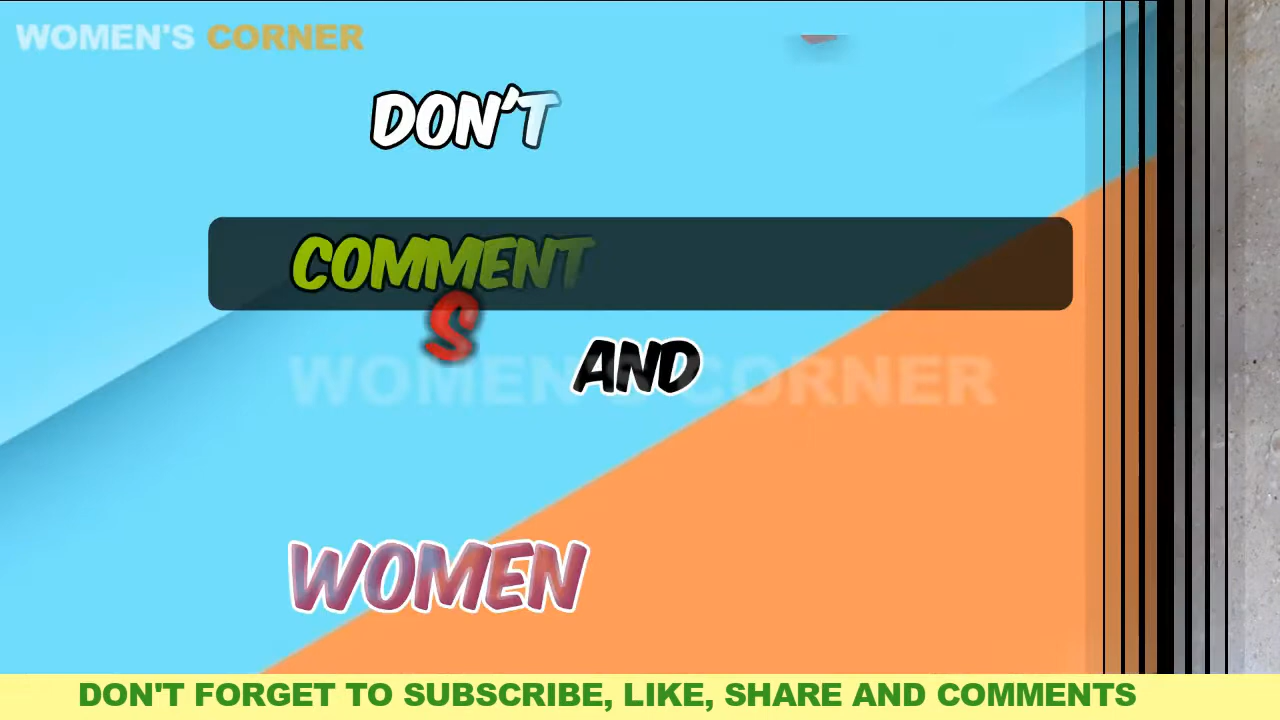 WOMEN'S CORNER
DON'T
COMMENT
S
AND
WOMEN'S CORNER
WOMEN
DON'T FORGET TO SUBSCRIBE, LIKE, SHARE AND COMMENTS